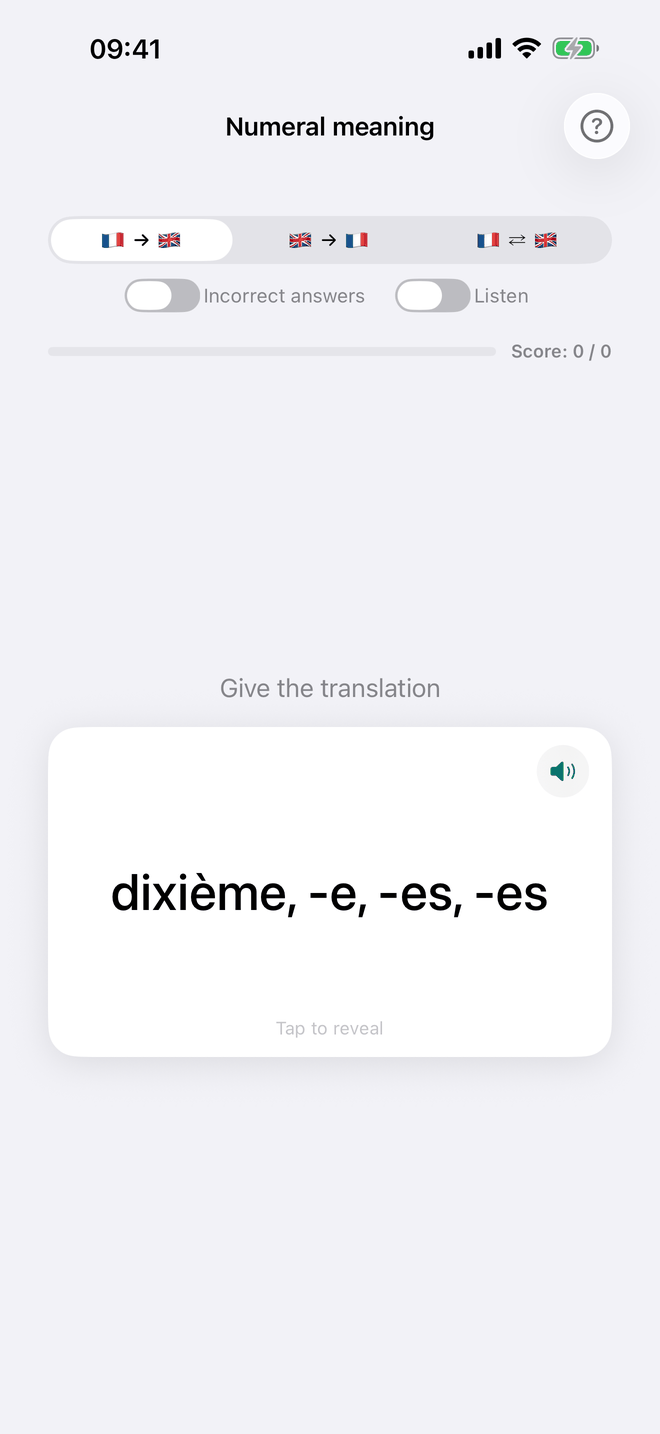 09:41
Numeral meaning
→ → ⇄
Incorrect answers Listen
Score: 0 / 0
Give the translation
dixième, -e, -es, -es
Tap to reveal